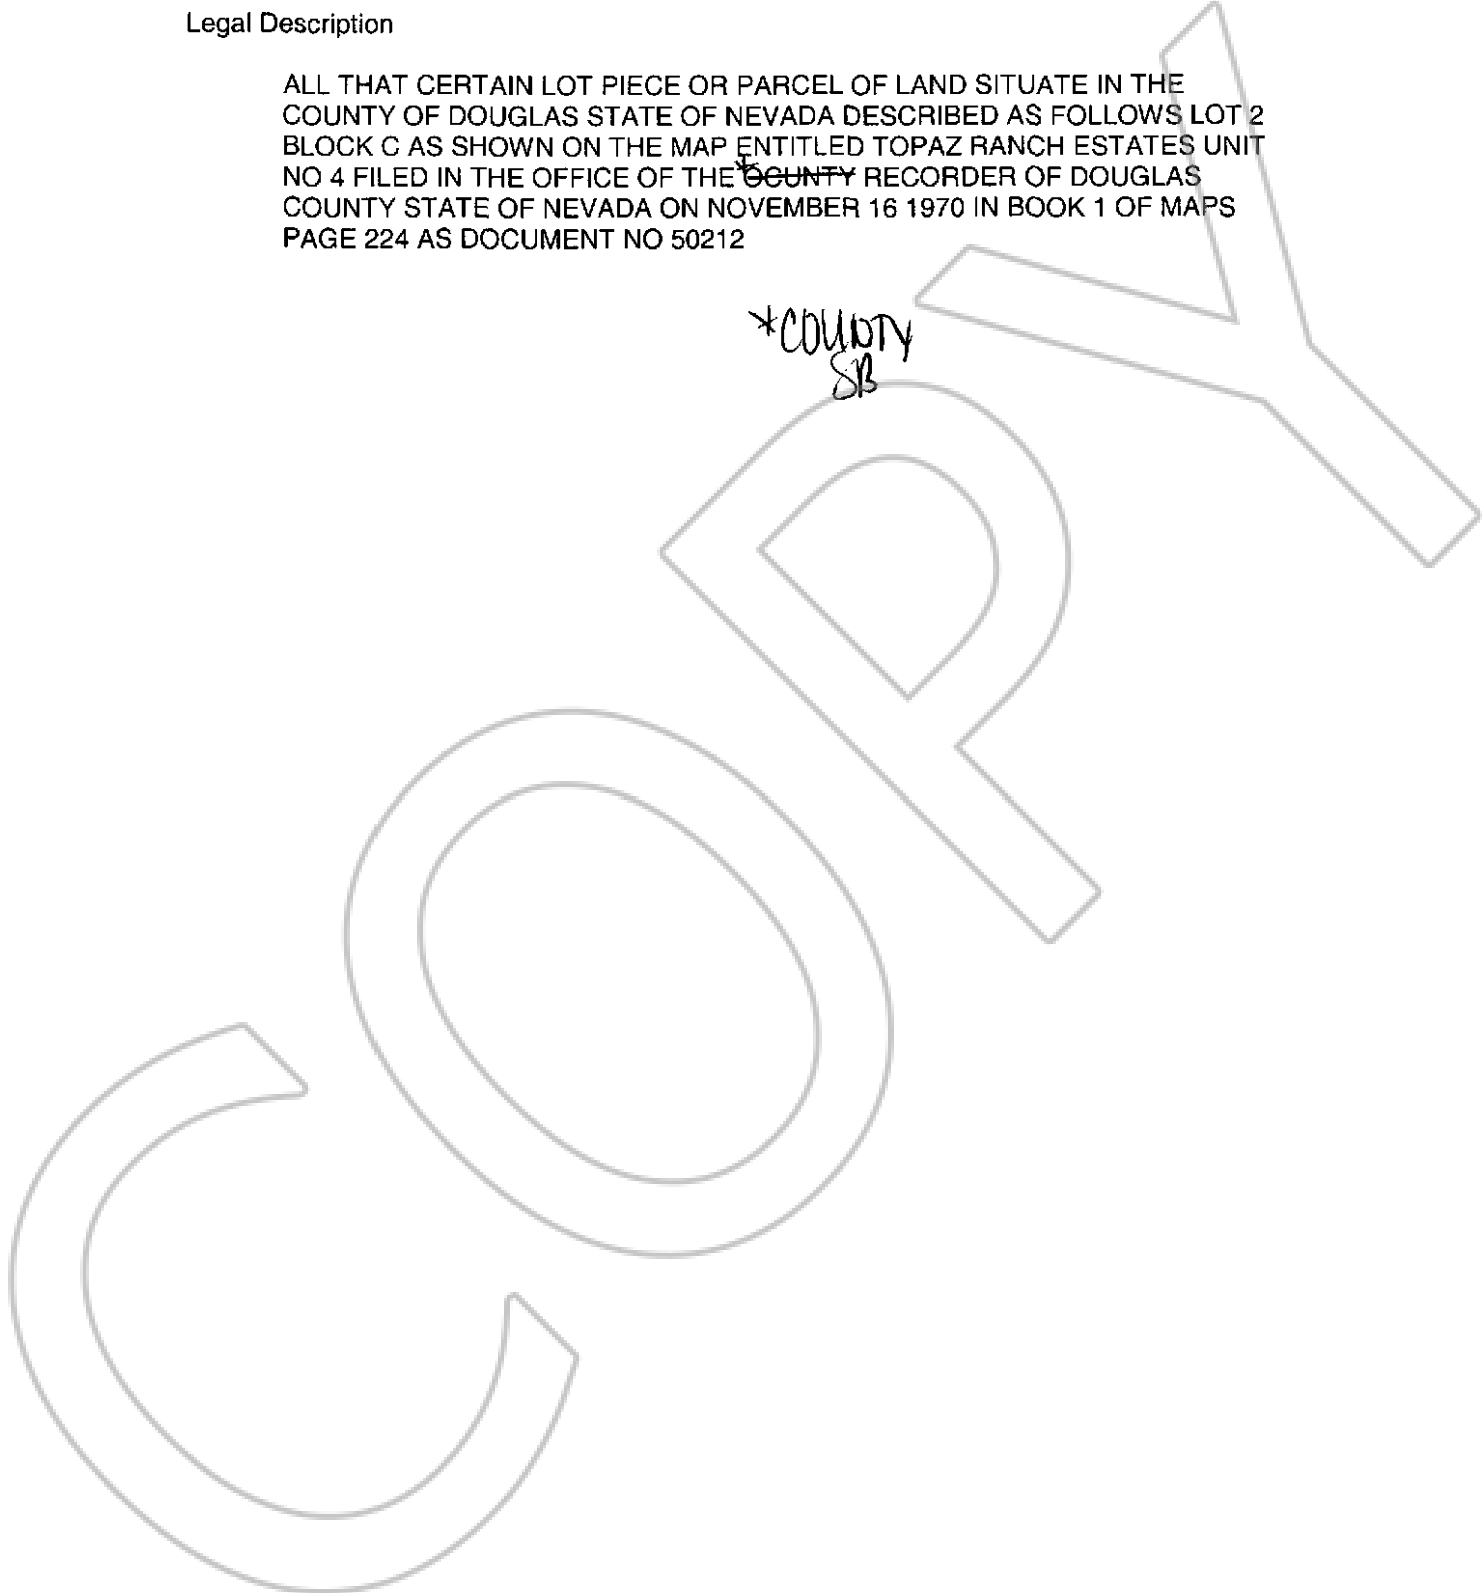 Legal Description
ALL THAT CERTAIN LOT PIECE OR PARCEL OF LAND SITUATE IN THE
COUNTY OF DOUGLAS STATE OF NEVADA DESCRIBED AS FOLLOWS LOT 2
BLOCK C AS SHOWN ON THE MAP ENTITLED TOPAZ RANCH ESTATES UNIT
NO 4 FILED IN THE OFFICE OF THE *OCUNTY RECORDER OF DOUGLAS
COUNTY STATE OF NEVADA ON NOVEMBER 16 1970 IN BOOK 1 OF MAPS
PAGE 224 AS DOCUMENT NO 50212
*COUNTY
SB
COPY